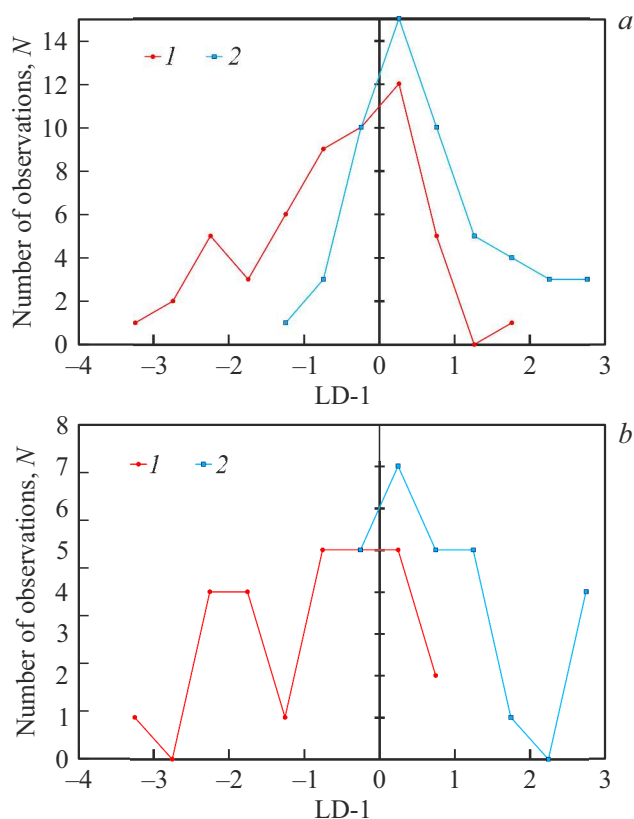 a
14
12
10
8
6
4
2
0
Number of observations, N
1 2
–4 –3 –2 –1 0 1 2 3
LD-1
b
8
7
6
5
4
3
2
1
0
Number of observations, N
1 2
–4 –3 –2 –1 0 1 2 3
LD-1